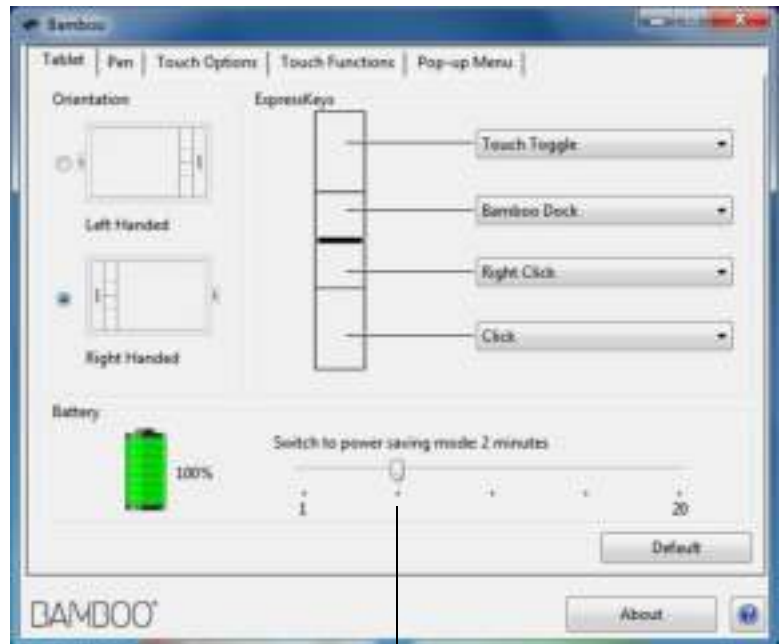 Bamboo
Tablet Pen Touch Options Touch Functions Pop-up Menu
Orientation
ExpressKeys
Touch Toggle
Left Handed
Bamboo Dock
Right Click
Right Handed
Click
Battery
100%
Switch to power saving mode: 2 minutes
1 20
Default
BAMBOO
About
?